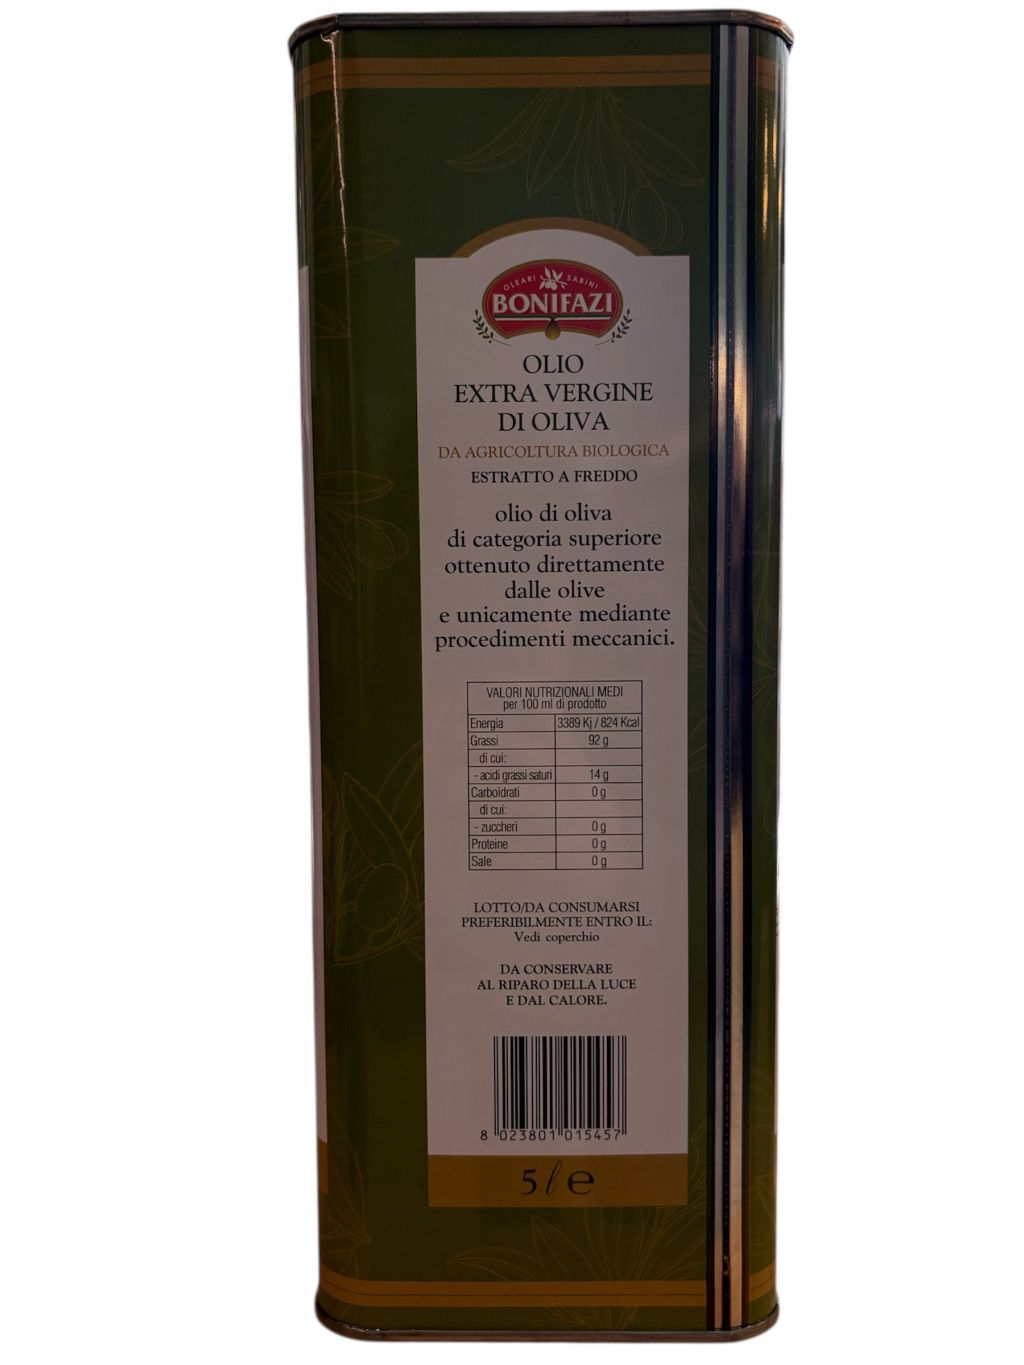 OLEARI SABINI
BONIFAZI
OLIO
EXTRA VERGINE
DI OLIVA
DA AGRICOLTURA BIOLOGICA
ESTRATTO A FREDDO
olio di oliva
di categoria superiore
ottenuto direttamente
dalle olive
e unicamente mediante
procedimenti meccanici.
VALORI NUTRIZIONALI MEDI
per 100 ml di prodotto
Energia 3389 Kj / 824 Kcal
Grassi 92 g
di cui:
- acidi grassi saturi 14 g
Carboidrati 0 g
di cui:
- zuccheri 0 g
Proteine 0 g
Sale 0 g
LOTTO/DA CONSUMARSI
PREFERIBILMENTE ENTRO IL:
Vedi coperchio
DA CONSERVARE
AL RIPARO DELLA LUCE
E DAL CALORE.
8 023801 015457
5 l e